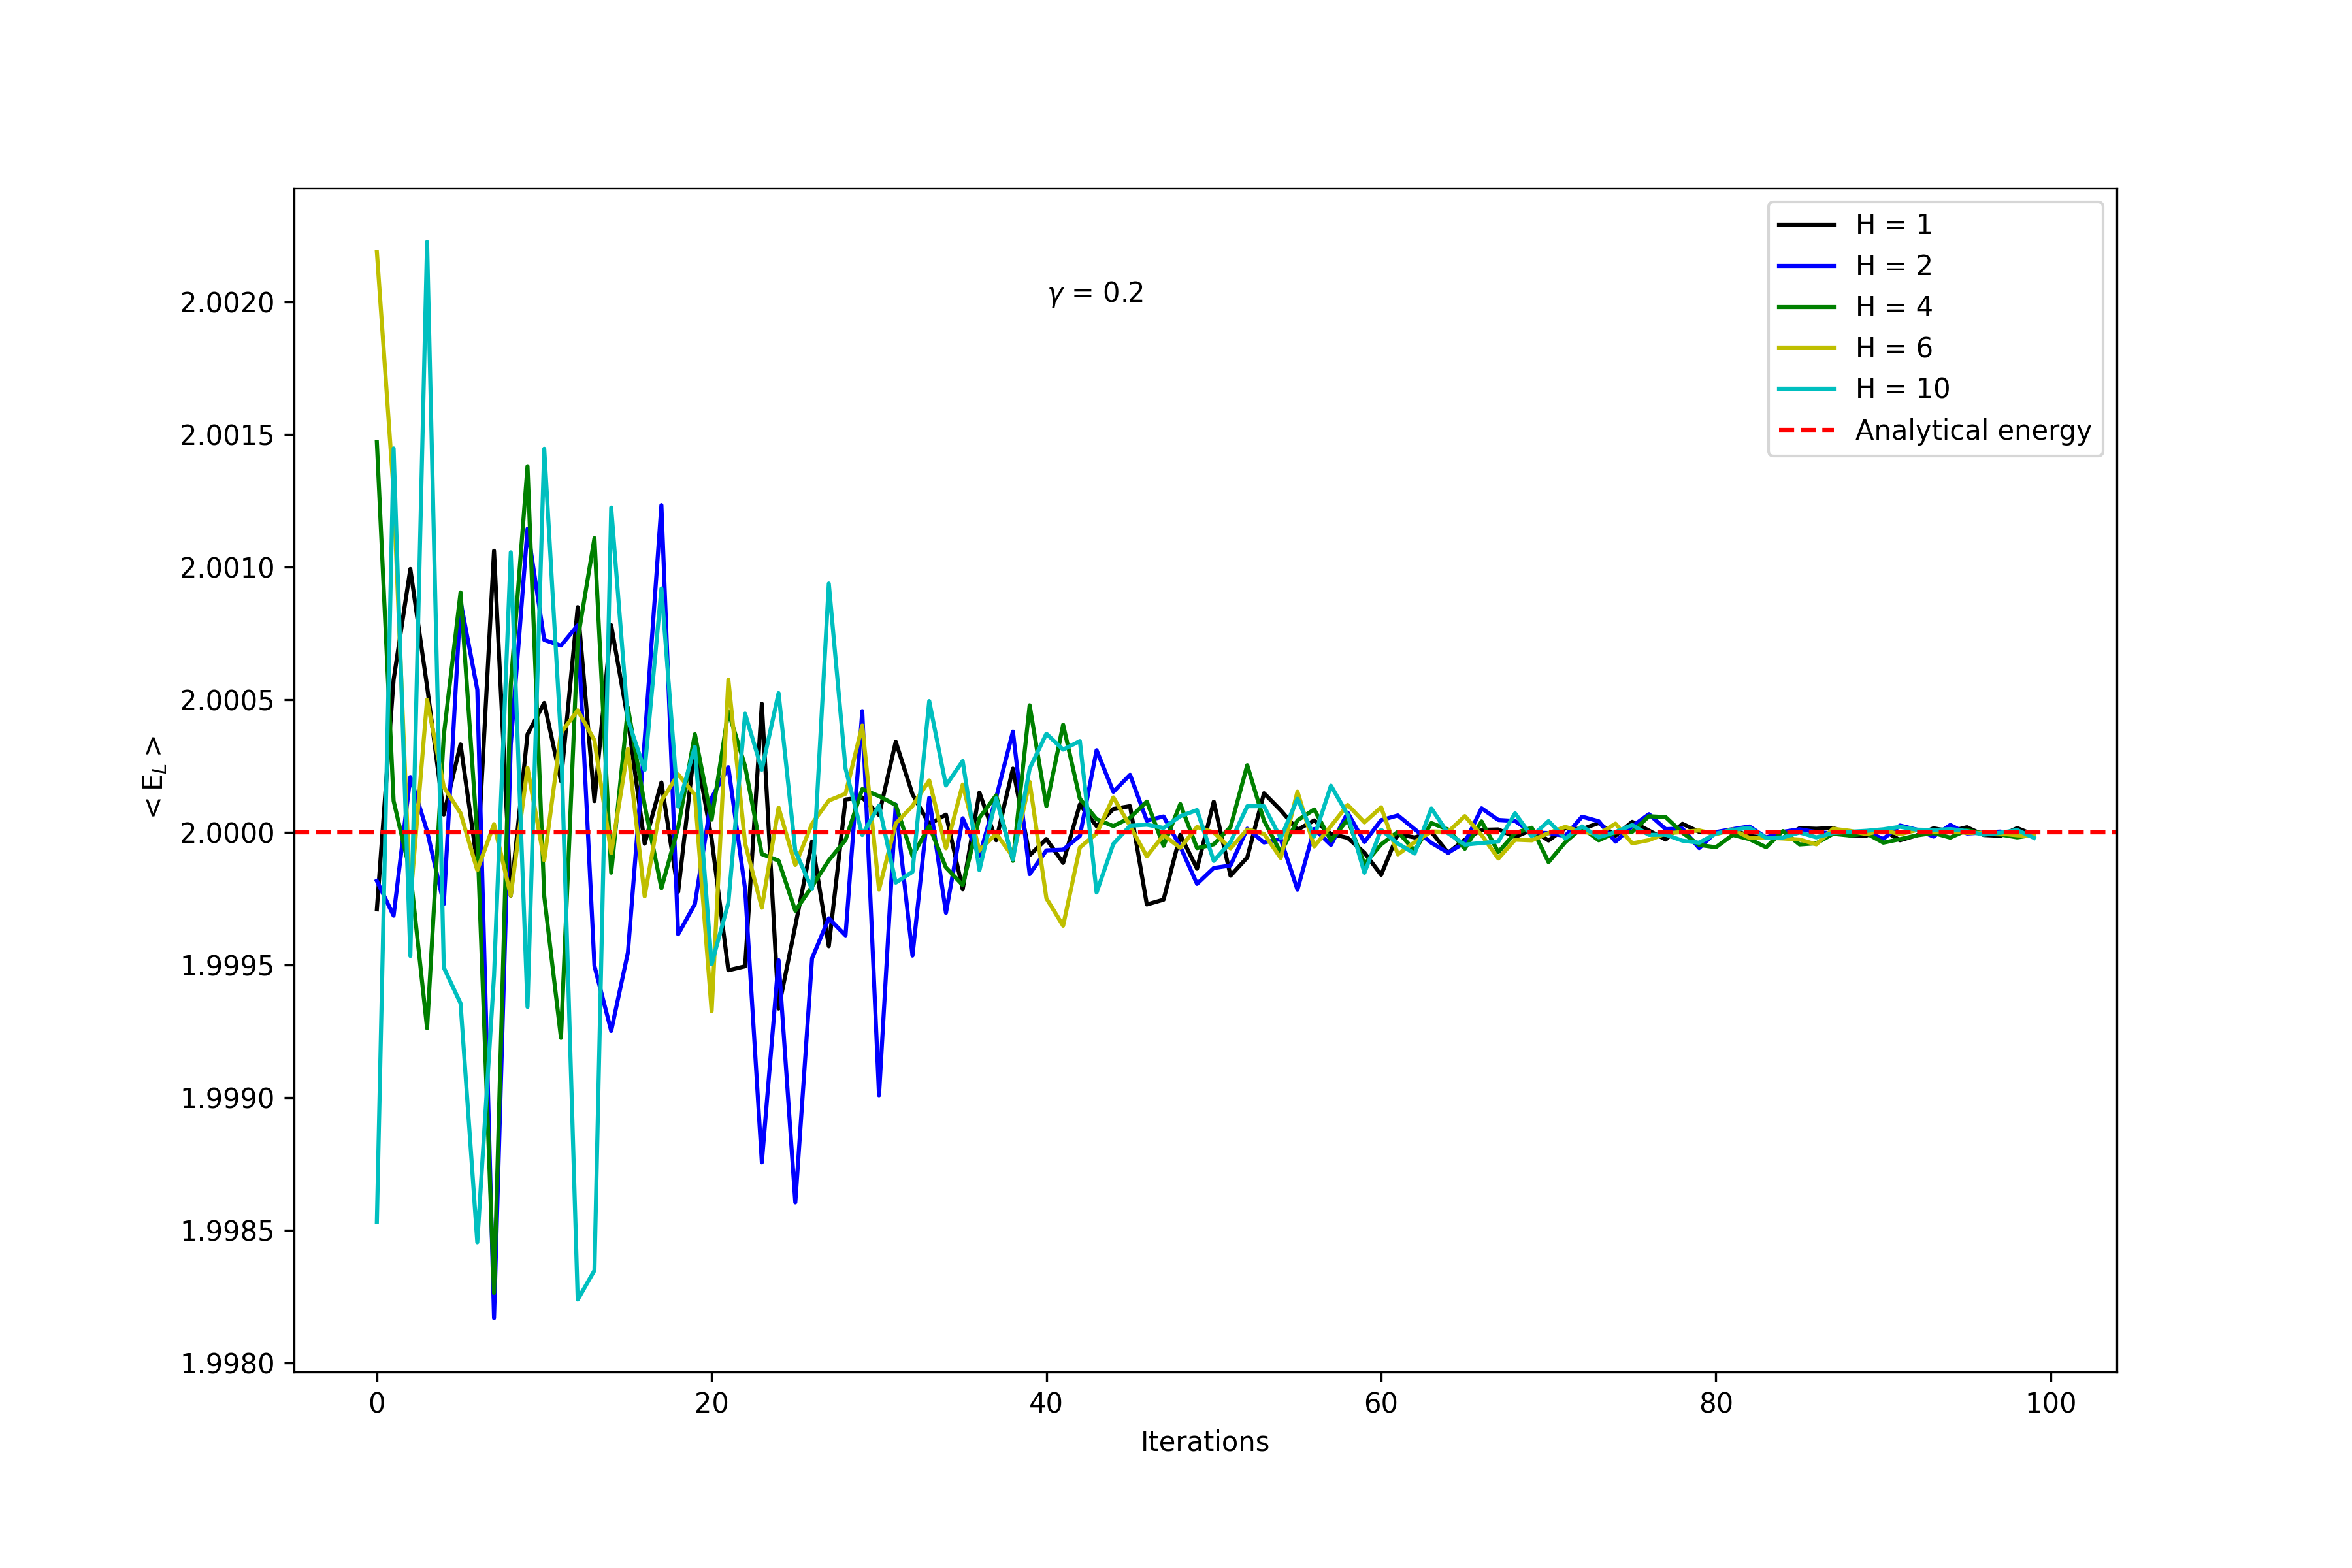 γ = 0.2
H = 1
H = 2
H = 4
H = 6
H = 10
Analytical energy
< E_L >
2.0020
2.0015
2.0010
2.0005
2.0000
1.9995
1.9990
1.9985
1.9980
0 20 40 60 80 100
Iterations